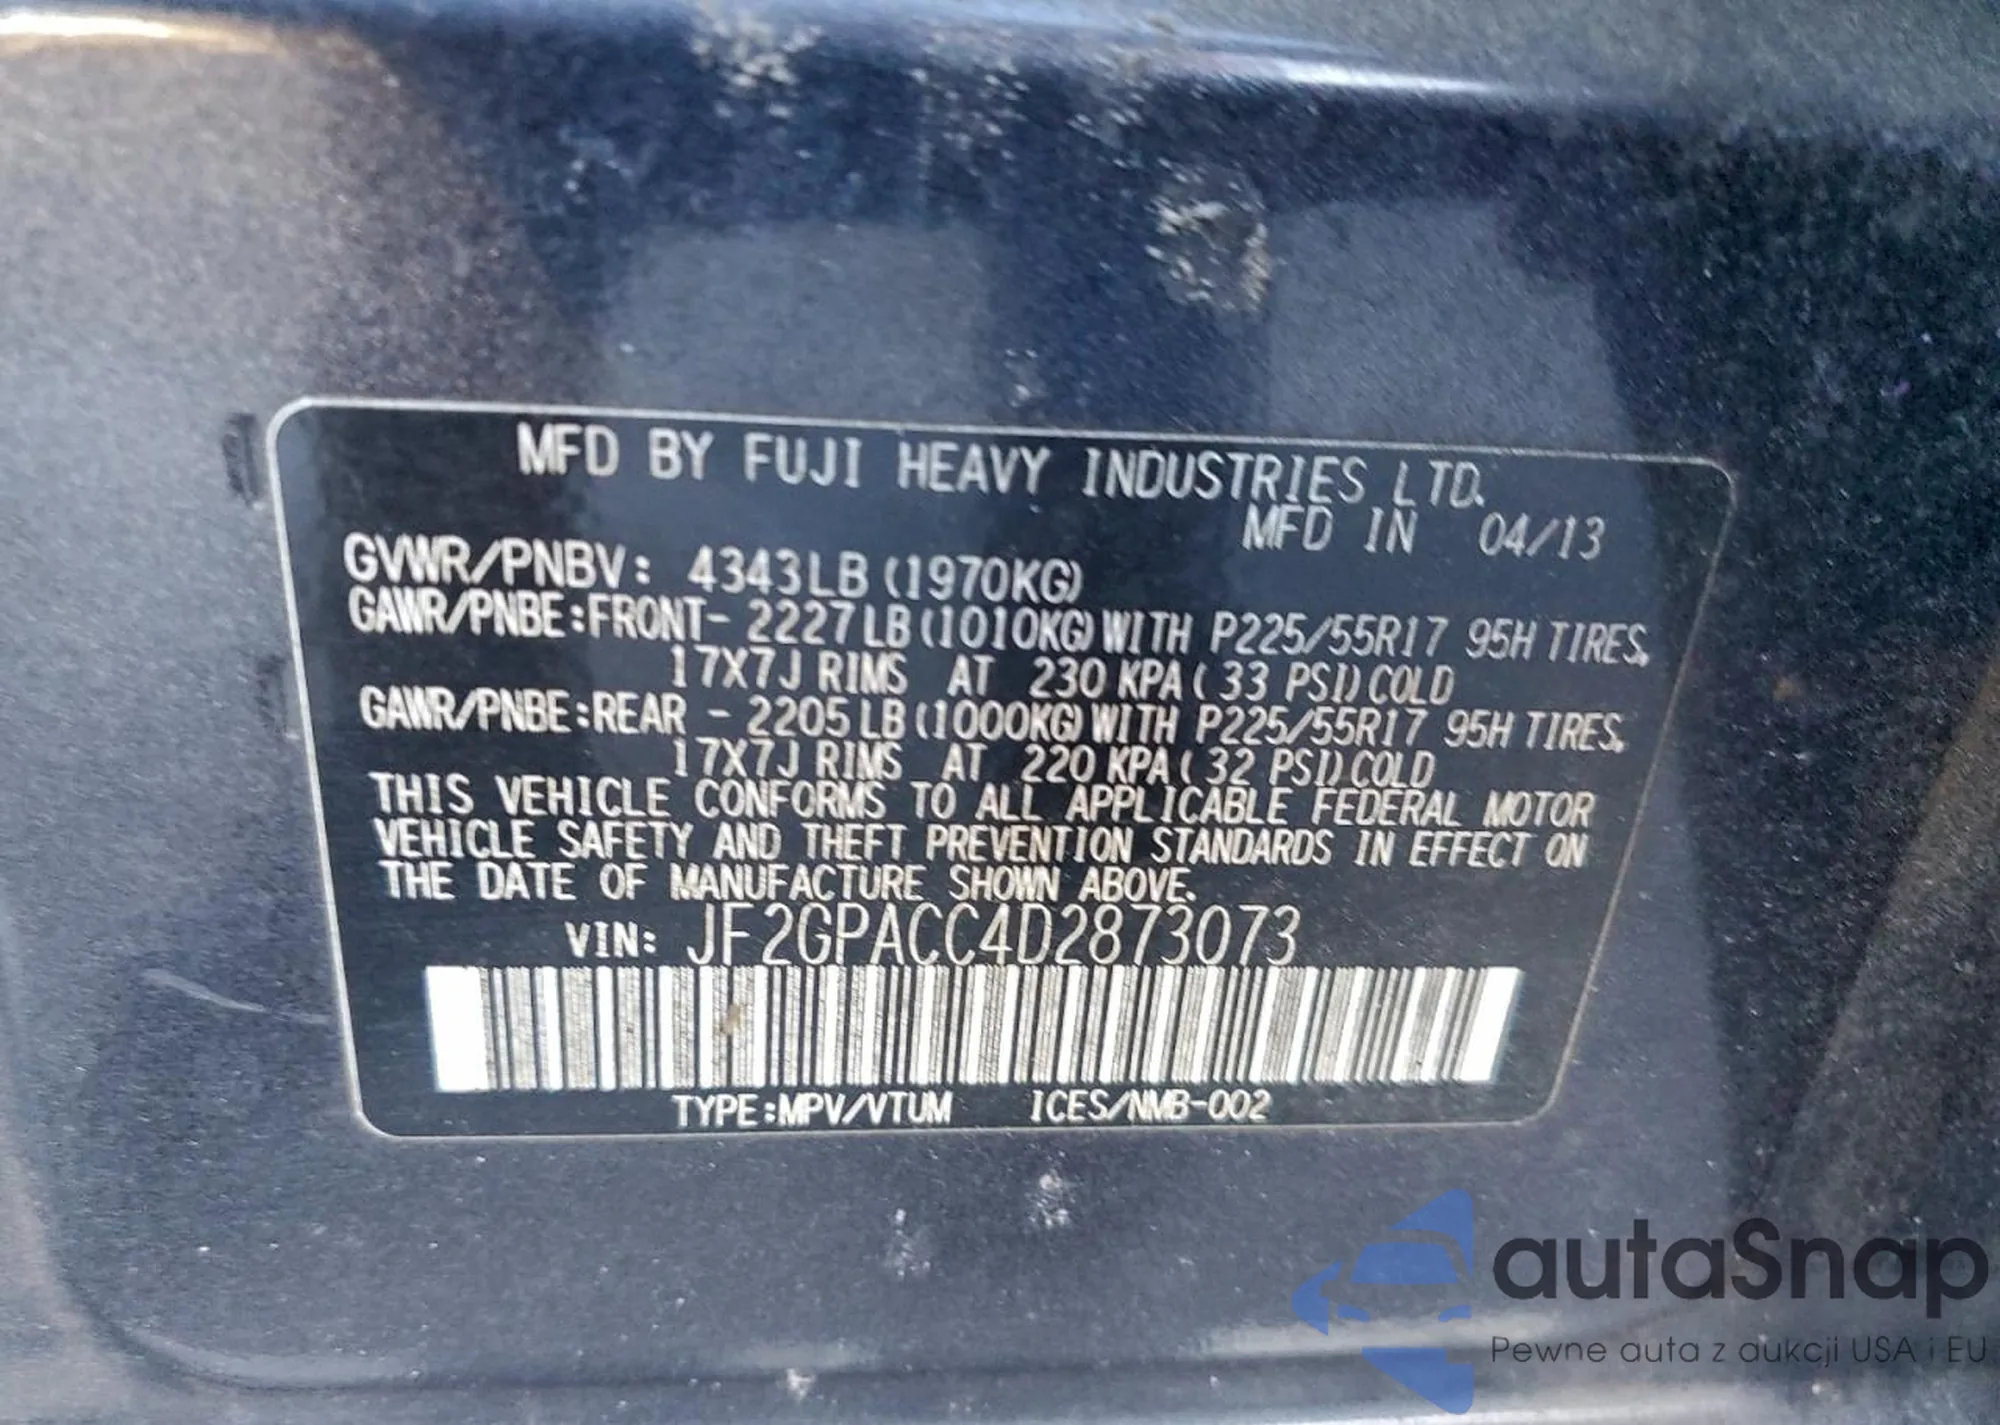 MFD BY FUJI HEAVY INDUSTRIES LTD.
MFD IN 04/13
GVWR/PNBV: 4343LB (1970KG)
GAWR/PNBE:FRONT- 2227LB (1010KG) WITH P225/55R17 95H TIRES,
17X7J RIMS AT 230 KPA ( 33 PSI) COLD
GAWR/PNBE:REAR - 2205LB (1000KG) WITH P225/55R17 95H TIRES,
17X7J RIMS AT 220 KPA ( 32 PSI) COLD
THIS VEHICLE CONFORMS TO ALL APPLICABLE FEDERAL MOTOR
VEHICLE SAFETY AND THEFT PREVENTION STANDARDS IN EFFECT ON
THE DATE OF MANUFACTURE SHOWN ABOVE.
VIN: JF2GPACC4D2873073
TYPE:MPV/VTUM ICES/NMB-002
autaSnap
Pewne auta z aukcji USA i EU